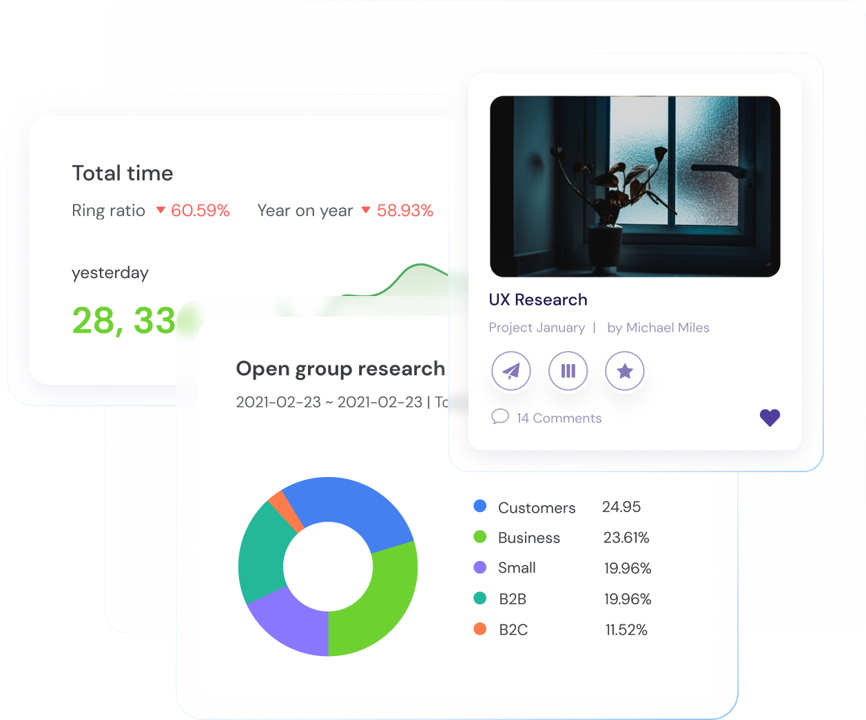 Total time
Ring ratio 60.59% Year on year 58.93%
yesterday
28, 33
UX Research
Project January | by Michael Miles
14 Comments
Open group research
2021-02-23 ~ 2021-02-23 |
Customers 24.95
Business 23.61%
Small 19.96%
B2B 19.96%
B2C 11.52%